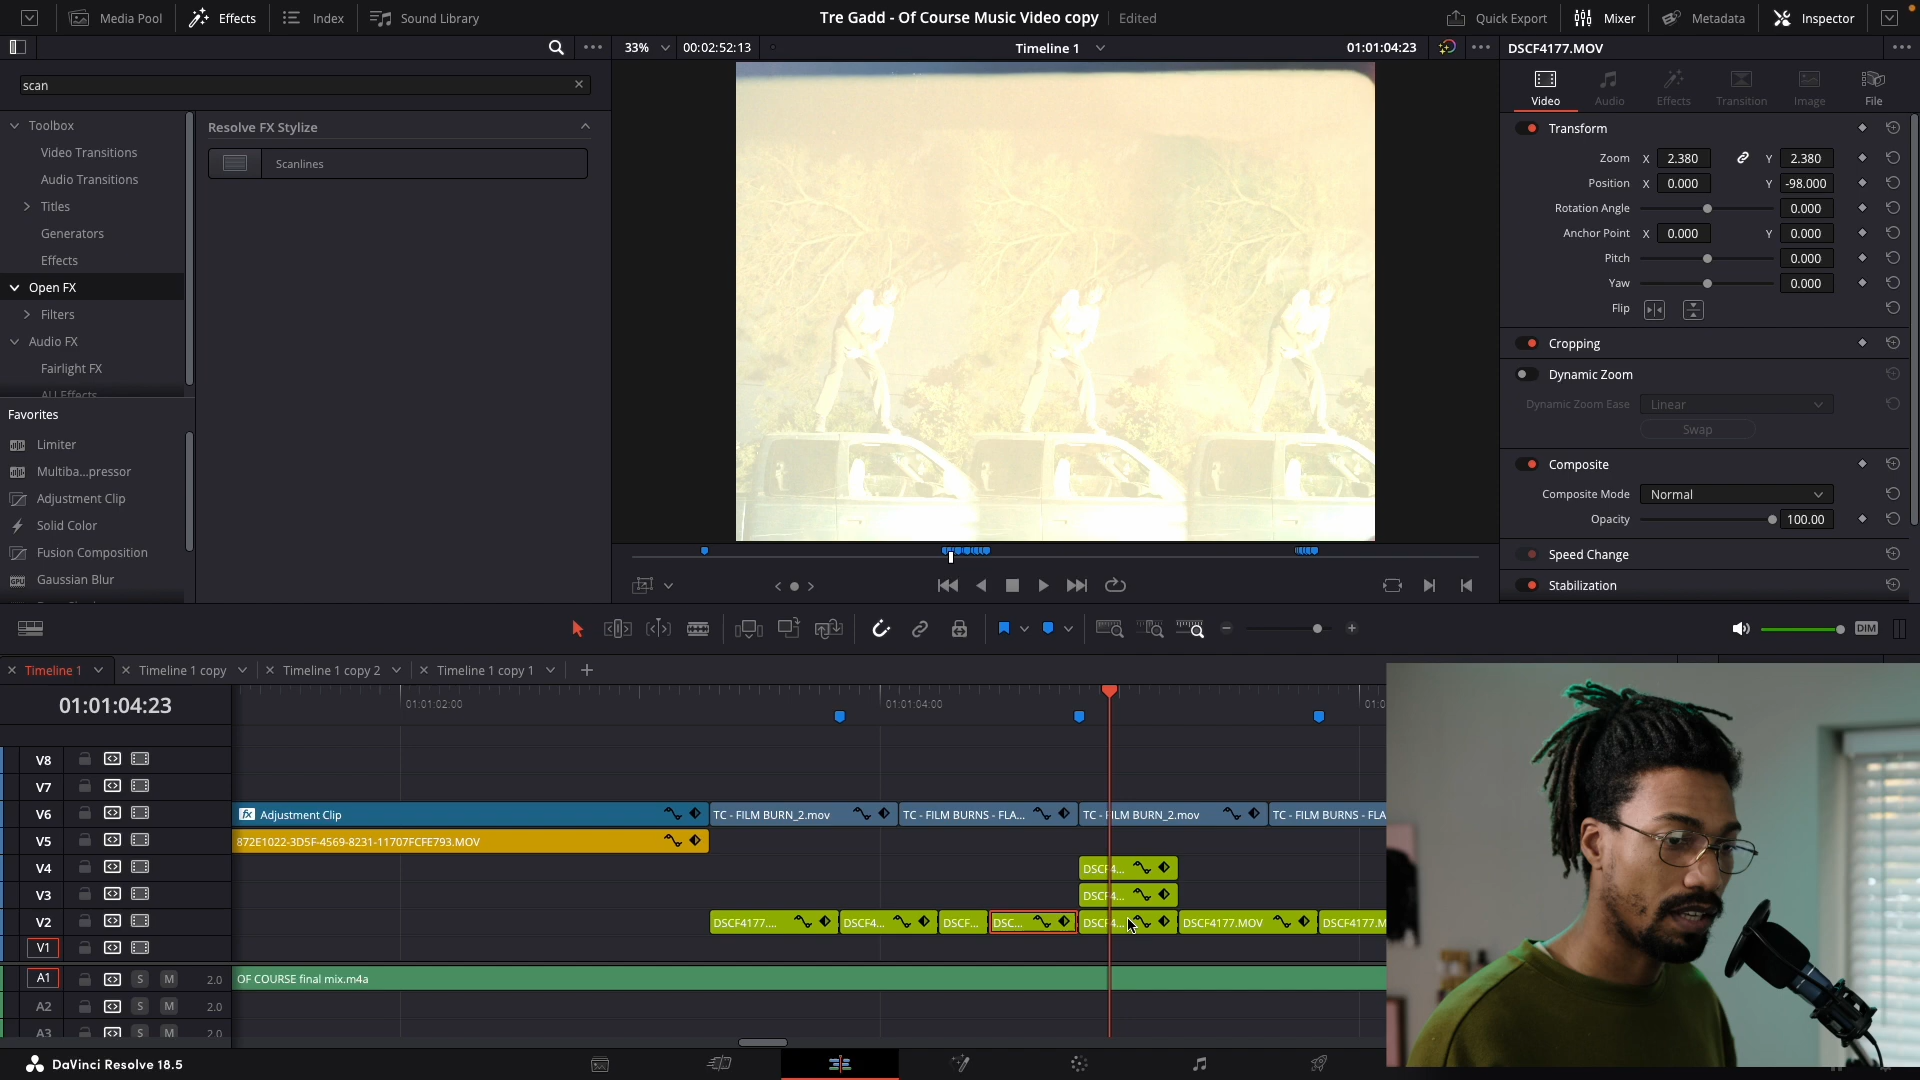 Media Pool
Effects
Index
Sound Library
Tre Gadd - Of Course Music Video copy
Edited
Quick Export
Mixer
Metadata
Inspector
33%
00:02:52:13
Timeline 1
01:01:04:23
DSCF4177.MOV
scan
Toolbox
Video Transitions
Audio Transitions
Titles
Generators
Effects
Open FX
Filters
Audio FX
Fairlight FX
AU Effects
Favorites
Limiter
Multiba...pressor
Adjustment Clip
Solid Color
Fusion Composition
Gaussian Blur
Resolve FX Stylize
Scanlines
Video
Audio
Effects
Transition
Image
File
Transform
Zoom X 2.380 Y 2.380
Position X 0.000 Y -98.000
Rotation Angle 0.000
Anchor Point X 0.000 Y 0.000
Pitch 0.000
Yaw 0.000
Flip
Cropping
Dynamic Zoom
Dynamic Zoom Ease Linear
Swap
Composite
Composite Mode Normal
Opacity 100.00
Speed Change
Stabilization
DIM
Timeline 1
Timeline 1 copy
Timeline 1 copy 2
Timeline 1 copy 1
01:01:04:23
01:01:02:00
01:01:04:00
01:0
V8
V7
V6
Adjustment Clip
TC - FILM BURN_2.mov
TC - FILM BURNS - FLA...
TC - FILM BURN_2.mov
TC - FILM BURNS - FLA
V5
872E1022-3D5F-4569-8231-11707FCFE793.MOV
V4
DSCF4...
V3
DSCF4...
V2
DSCF4177....
DSCF4...
DSCF...
DSC...
DSCF4...
DSCF4177.MOV
DSCF4177.M
V1
A1 S M 2.0
OF COURSE final mix.m4a
A2 S M 2.0
A3 S M 2.0
DaVinci Resolve 18.5